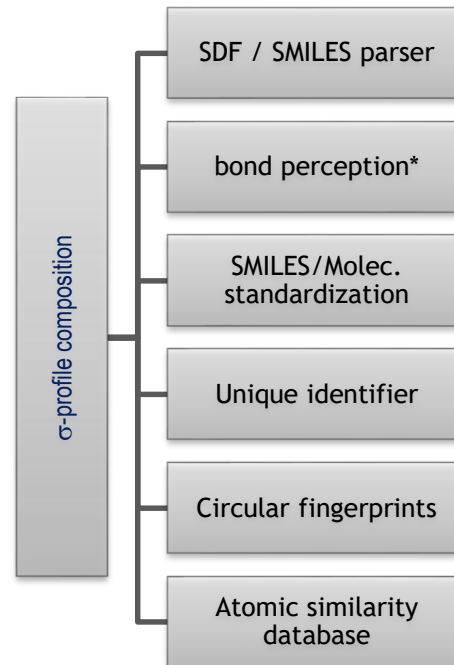 σ-profile composition
SDF / SMILES parser
bond perception*
SMILES/Molec.
standardization
Unique identifier
Circular fingerprints
Atomic similarity
database